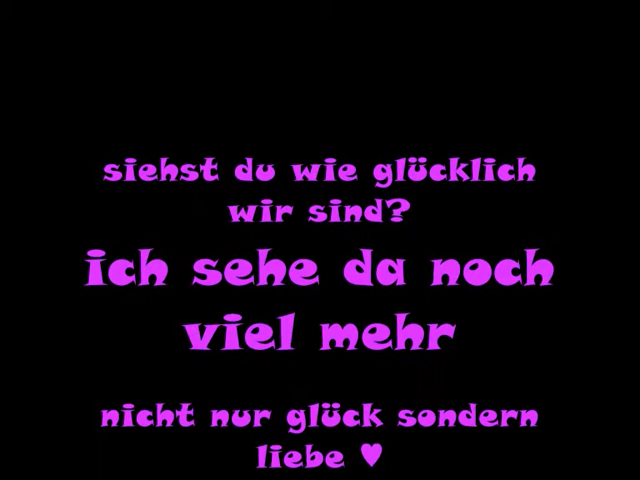 siehst du wie glücklich
wir sind?
ich sehe da noch
viel mehr
nicht nur glück sondern
liebe ♥